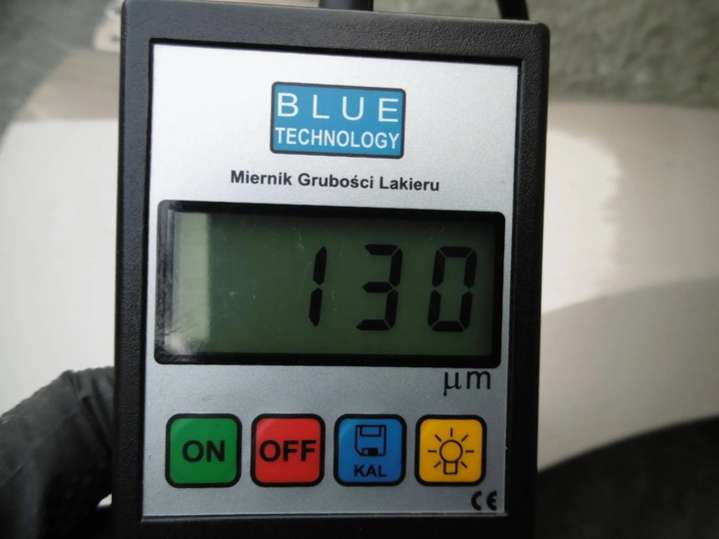 BLUE
TECHNOLOGY
Miernik Grubości Lakieru
130
μm
ON OFF KAL
CE